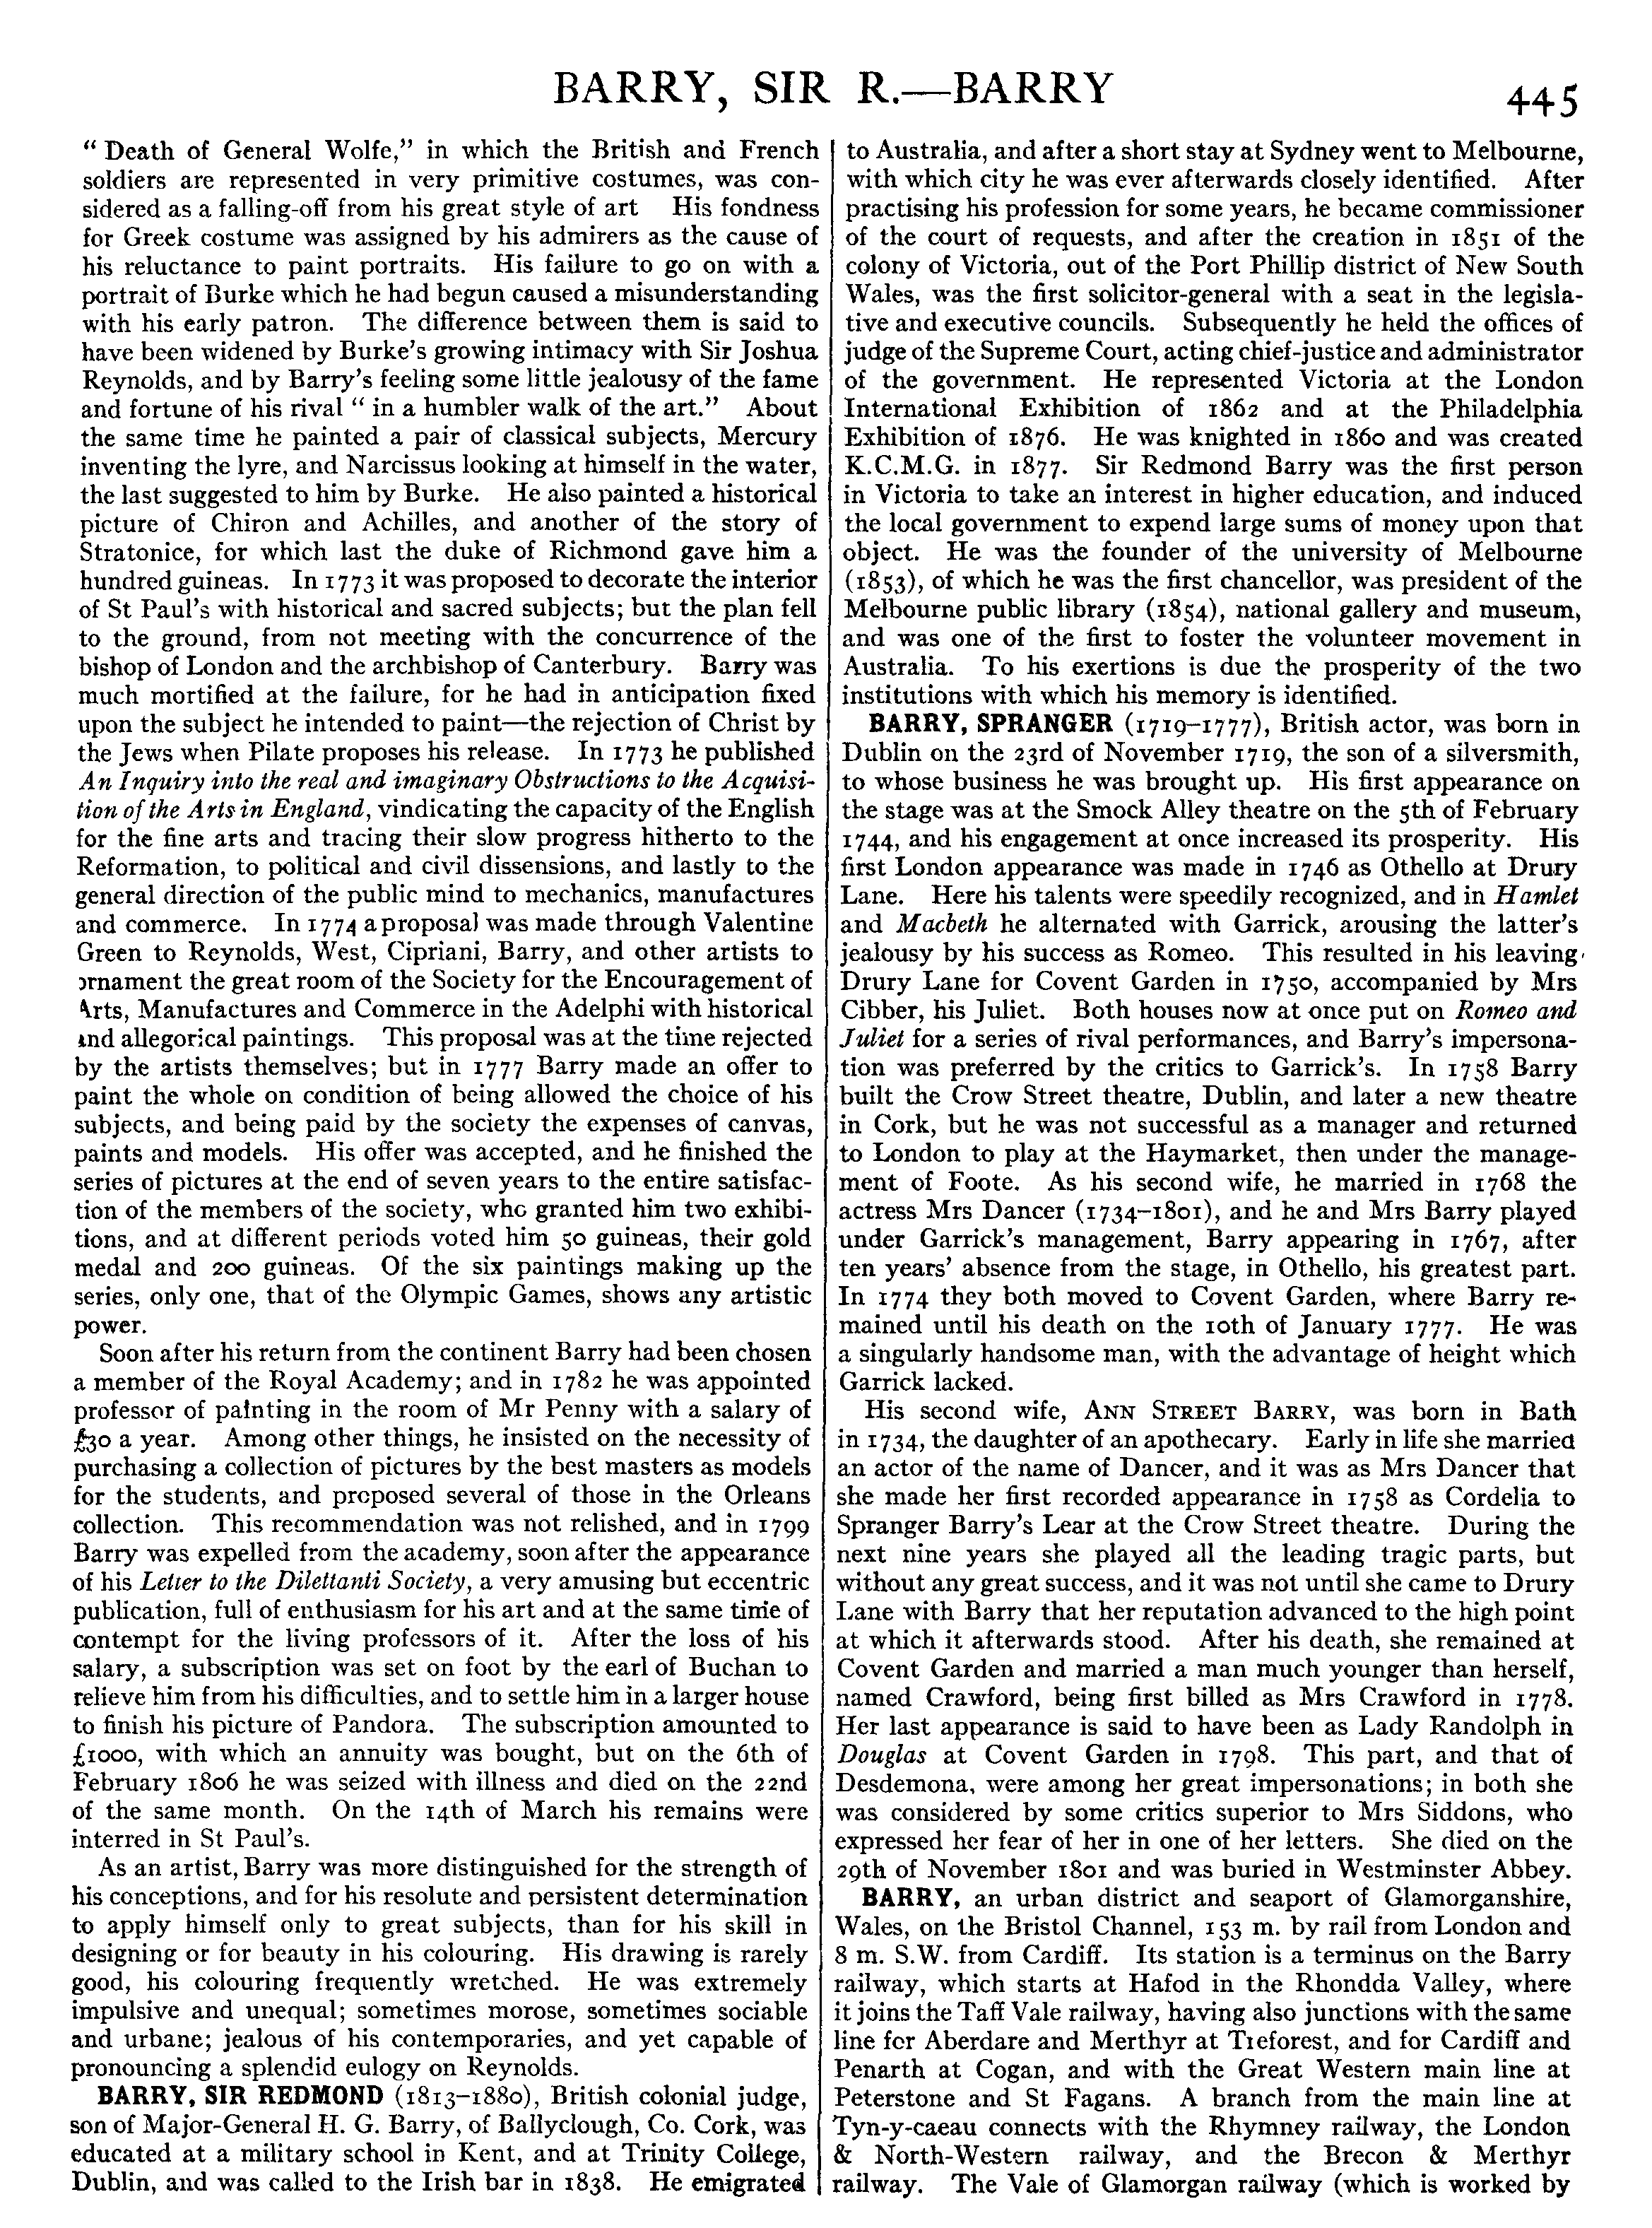 BARRY, SIR R.—BARRY
445
“ Death of General Wolfe,” in which the British and French
soldiers are represented in very primitive costumes, was con-
sidered as a falling-off from his great style of art His fondness
for Greek costume was assigned by his admirers as the cause of
his reluctance to paint portraits. His failure to go on with a
portrait of Burke which he had begun caused a misunderstanding
with his early patron. The difference between them is said to
have been widened by Burke’s growing intimacy with Sir Joshua
Reynolds, and by Barry’s feeling some little jealousy of the fame
and fortune of his rival “ in a humbler walk of the art.” About
the same time he painted a pair of classical subjects, Mercury
inventing the lyre, and Narcissus looking at himself in the water,
the last suggested to him by Burke. He also painted a historical
picture of Chiron and Achilles, and another of the story of
Stratonice, for which last the duke of Richmond gave him a
hundred guineas. In 1773 it was proposed to decorate the interior
of St Paul’s with historical and sacred subjects; but the plan fell
to the ground, from not meeting with the concurrence of the
bishop of London and the archbishop of Canterbury. Barry was
much mortified at the failure, for he had in anticipation fixed
upon the subject he intended to paint—the rejection of Christ by
the Jews when Pilate proposes his release. In 1773 he published
An Inquiry into the real and imaginary Obstructions to the Acquisi-
tion of the Arts in England, vindicating the capacity of the English
for the fine arts and tracing their slow progress hitherto to the
Reformation, to political and civil dissensions, and lastly to the
general direction of the public mind to mechanics, manufactures
and commerce. In 1774 a proposal was made through Valentine
Green to Reynolds, West, Cipriani, Barry, and other artists to
ornament the great room of the Society for the Encouragement of
Arts, Manufactures and Commerce in the Adelphi with historical
and allegorical paintings. This proposal was at the time rejected
by the artists themselves; but in 1777 Barry made an offer to
paint the whole on condition of being allowed the choice of his
subjects, and being paid by the society the expenses of canvas,
paints and models. His offer was accepted, and he finished the
series of pictures at the end of seven years to the entire satisfac-
tion of the members of the society, who granted him two exhibi-
tions, and at different periods voted him 50 guineas, their gold
medal and 200 guineas. Of the six paintings making up the
series, only one, that of the Olympic Games, shows any artistic
power.
Soon after his return from the continent Barry had been chosen
a member of the Royal Academy; and in 1782 he was appointed
professor of painting in the room of Mr Penny with a salary of
£30 a year. Among other things, he insisted on the necessity of
purchasing a collection of pictures by the best masters as models
for the students, and proposed several of those in the Orleans
collection. This recommendation was not relished, and in 1799
Barry was expelled from the academy, soon after the appearance
of his Letter to the Dilettanti Society, a very amusing but eccentric
publication, full of enthusiasm for his art and at the same time of
contempt for the living professors of it. After the loss of his
salary, a subscription was set on foot by the earl of Buchan to
relieve him from his difficulties, and to settle him in a larger house
to finish his picture of Pandora. The subscription amounted to
£1000, with which an annuity was bought, but on the 6th of
February 1806 he was seized with illness and died on the 22nd
of the same month. On the 14th of March his remains were
interred in St Paul’s.
As an artist, Barry was more distinguished for the strength of
his conceptions, and for his resolute and persistent determination
to apply himself only to great subjects, than for his skill in
designing or for beauty in his colouring. His drawing is rarely
good, his colouring frequently wretched. He was extremely
impulsive and unequal; sometimes morose, sometimes sociable
and urbane; jealous of his contemporaries, and yet capable of
pronouncing a splendid eulogy on Reynolds.
BARRY, SIR REDMOND (1813–1880), British colonial judge,
son of Major-General H. G. Barry, of Ballyclough, Co. Cork, was
educated at a military school in Kent, and at Trinity College,
Dublin, and was called to the Irish bar in 1838. He emigrated
to Australia, and after a short stay at Sydney went to Melbourne,
with which city he was ever afterwards closely identified. After
practising his profession for some years, he became commissioner
of the court of requests, and after the creation in 1851 of the
colony of Victoria, out of the Port Phillip district of New South
Wales, was the first solicitor-general with a seat in the legisla-
tive and executive councils. Subsequently he held the offices of
judge of the Supreme Court, acting chief-justice and administrator
of the government. He represented Victoria at the London
International Exhibition of 1862 and at the Philadelphia
Exhibition of 1876. He was knighted in 1860 and was created
K.C.M.G. in 1877. Sir Redmond Barry was the first person
in Victoria to take an interest in higher education, and induced
the local government to expend large sums of money upon that
object. He was the founder of the university of Melbourne
(1853), of which he was the first chancellor, was president of the
Melbourne public library (1854), national gallery and museum,
and was one of the first to foster the volunteer movement in
Australia. To his exertions is due the prosperity of the two
institutions with which his memory is identified.
BARRY, SPRANGER (1719–1777), British actor, was born in
Dublin on the 23rd of November 1719, the son of a silversmith,
to whose business he was brought up. His first appearance on
the stage was at the Smock Alley theatre on the 5th of February
1744, and his engagement at once increased its prosperity. His
first London appearance was made in 1746 as Othello at Drury
Lane. Here his talents were speedily recognized, and in Hamlet
and Macbeth he alternated with Garrick, arousing the latter’s
jealousy by his success as Romeo. This resulted in his leaving
Drury Lane for Covent Garden in 1750, accompanied by Mrs
Cibber, his Juliet. Both houses now at once put on Romeo and
Juliet for a series of rival performances, and Barry’s impersona-
tion was preferred by the critics to Garrick’s. In 1758 Barry
built the Crow Street theatre, Dublin, and later a new theatre
in Cork, but he was not successful as a manager and returned
to London to play at the Haymarket, then under the manage-
ment of Foote. As his second wife, he married in 1768 the
actress Mrs Dancer (1734–1801), and he and Mrs Barry played
under Garrick’s management, Barry appearing in 1767, after
ten years’ absence from the stage, in Othello, his greatest part.
In 1774 they both moved to Covent Garden, where Barry re-
mained until his death on the 10th of January 1777. He was
a singularly handsome man, with the advantage of height which
Garrick lacked.
His second wife, ANN STREET BARRY, was born in Bath
in 1734, the daughter of an apothecary. Early in life she married
an actor of the name of Dancer, and it was as Mrs Dancer that
she made her first recorded appearance in 1758 as Cordelia to
Spranger Barry’s Lear at the Crow Street theatre. During the
next nine years she played all the leading tragic parts, but
without any great success, and it was not until she came to Drury
Lane with Barry that her reputation advanced to the high point
at which it afterwards stood. After his death, she remained at
Covent Garden and married a man much younger than herself,
named Crawford, being first billed as Mrs Crawford in 1778.
Her last appearance is said to have been as Lady Randolph in
Douglas at Covent Garden in 1798. This part, and that of
Desdemona, were among her great impersonations; in both she
was considered by some critics superior to Mrs Siddons, who
expressed her fear of her in one of her letters. She died on the
29th of November 1801 and was buried in Westminster Abbey.
BARRY, an urban district and seaport of Glamorganshire,
Wales, on the Bristol Channel, 153 m. by rail from London and
8 m. S.W. from Cardiff. Its station is a terminus on the Barry
railway, which starts at Hafod in the Rhondda Valley, where
it joins the Taff Vale railway, having also junctions with the same
line for Aberdare and Merthyr at Treforest, and for Cardiff and
Penarth at Cogan, and with the Great Western main line at
Peterstone and St Fagans. A branch from the main line at
Tyn-y-caeau connects with the Rhymney railway, the London
& North-Western railway, and the Brecon & Merthyr
railway. The Vale of Glamorgan railway (which is worked by